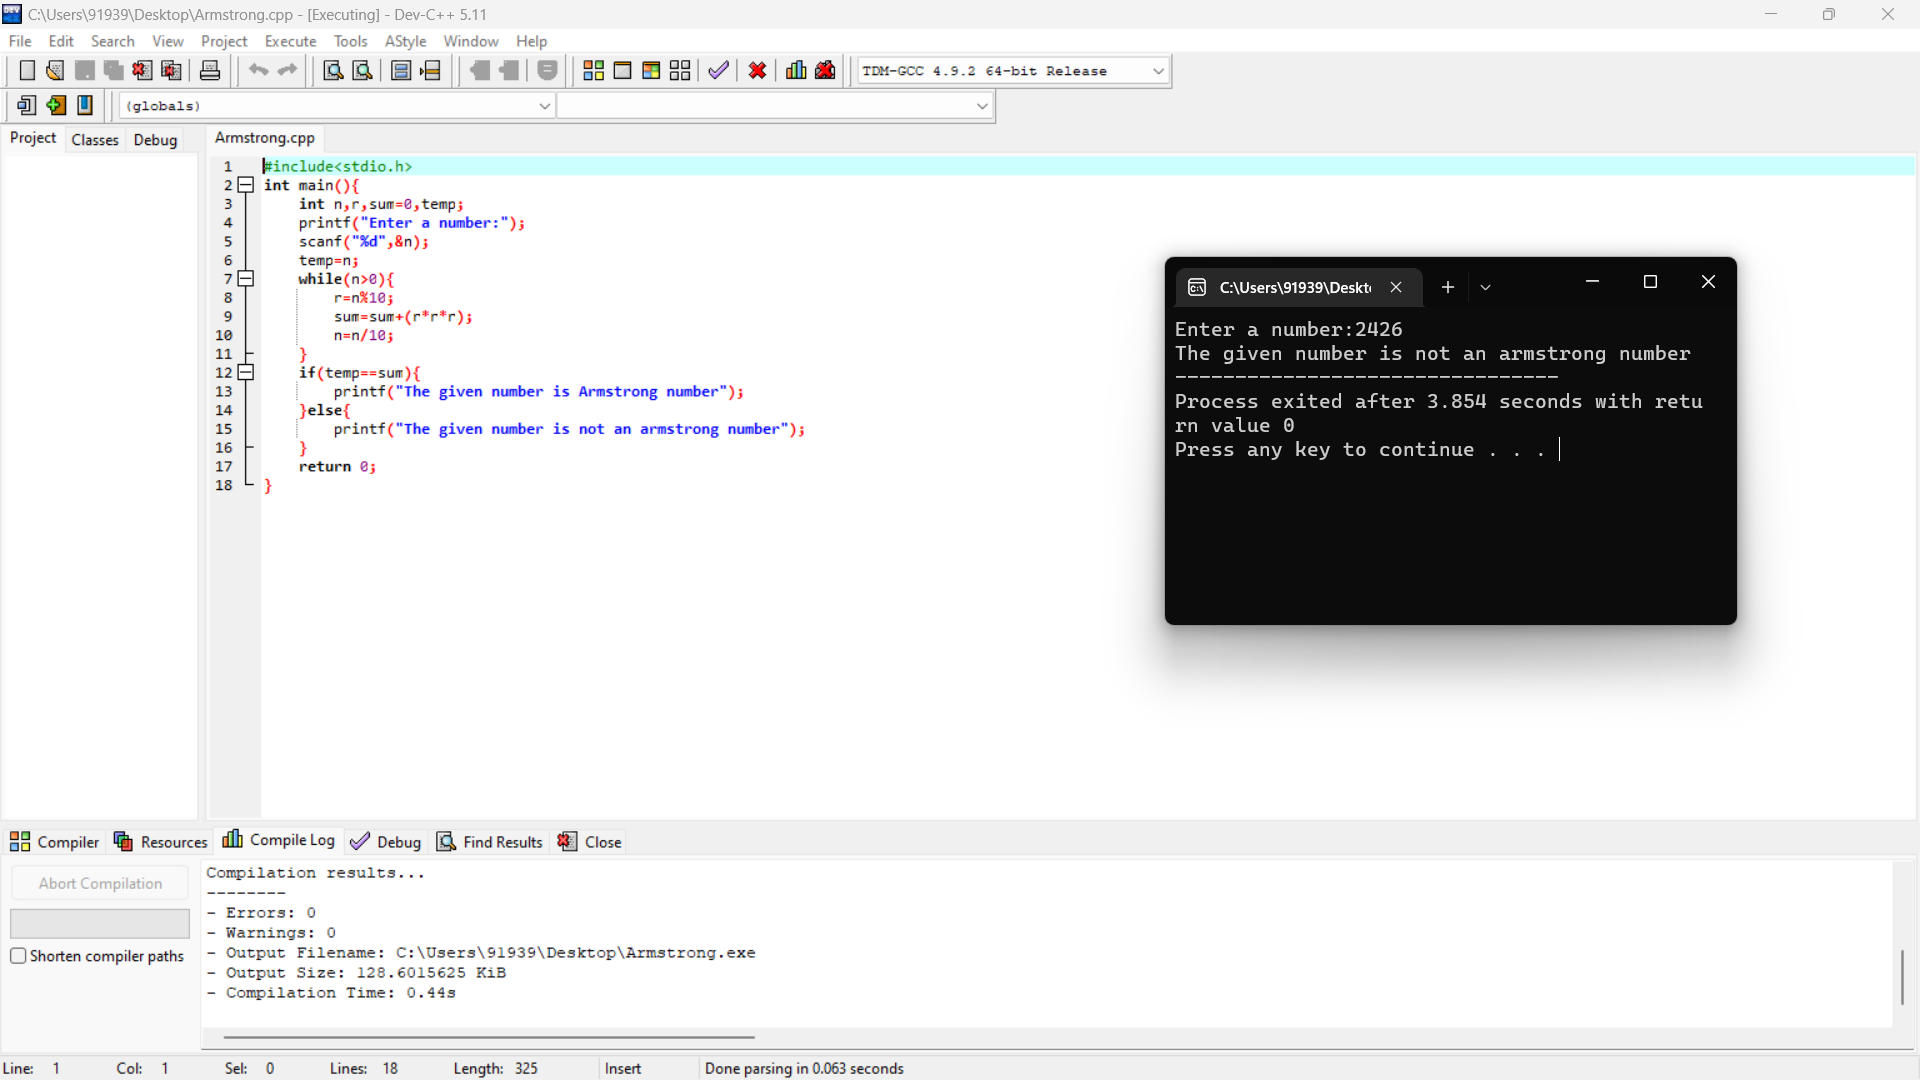 C:\Users\91939\Desktop\Armstrong.cpp - [Executing] - Dev-C++ 5.11
File Edit Search View Project Execute Tools AStyle Window Help
TDM-GCC 4.9.2 64-bit Release
(globals)
Project Classes Debug
Armstrong.cpp
1 #include<stdio.h>
2 int main(){
3 int n,r,sum=0,temp;
4 printf("Enter a number:");
5 scanf("%d",&n);
6 temp=n;
7 while(n>0){
8 r=n%10;
9 sum=sum+(r*r*r);
10 n=n/10;
11 }
12 if(temp==sum){
13 printf("The given number is Armstrong number");
14 }else{
15 printf("The given number is not an armstrong number");
16 }
17 return 0;
18 }
C:\Users\91939\Deskt
Enter a number:2426
The given number is not an armstrong number
--------------------------------
Process exited after 3.854 seconds with retu
rn value 0
Press any key to continue . . .
Compiler Resources Compile Log Debug Find Results Close
Abort Compilation
Shorten compiler paths
Compilation results...
--------
- Errors: 0
- Warnings: 0
- Output Filename: C:\Users\91939\Desktop\Armstrong.exe
- Output Size: 128.6015625 KiB
- Compilation Time: 0.44s
Line: 1 Col: 1 Sel: 0 Lines: 18 Length: 325 Insert Done parsing in 0.063 seconds